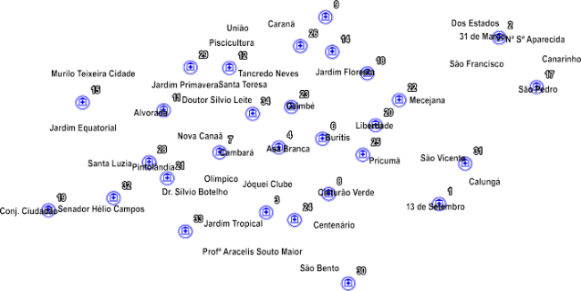 9
União
Caranã
Dos Estados
2
31 de Março
Nª Sª Aparecida
Piscicultura
26
14
29
12
Canarinho
São Francisco
Murilo Teixeira Cidade
Tancredo Neves
Jardim Floresta
18
17
Jardim Primavera
Santa Teresa
15
São Pedro
Doutor Silvio Leite
22
Mecejana
11
Alvorada
34
23
Caimbé
20
Liberdade
Jardim Equatorial
Nova Canaã
7
4
6
Buritis
25
Cambará
Asa Branca
Pricumã
São Vicente
31
Santa Luzia
28
Pintolândia
21
Olímpico
Jóquei Clube
Calungá
Dr. Silvio Botelho
8
Cinturão Verde
1
19
32
Conj. Cidadão
Senador Hélio Campos
3
24
13 de Setembro
33
Jardim Tropical
Centenário
Profª Aracelis Souto Maior
São Bento
30